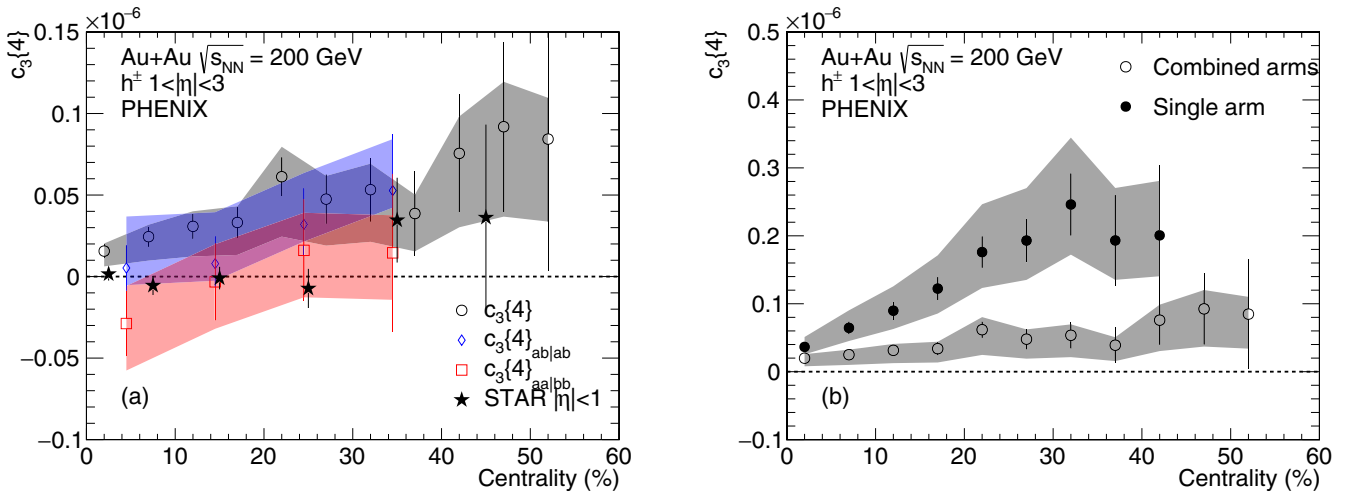 ×10⁻⁶
c₃{4}
0.15
0.1
0.05
0
−0.05
−0.1
Au+Au √sNN = 200 GeV
h± 1<|η|<3
PHENIX
c₃{4}
c₃{4}ab|ab
c₃{4}aa|bb
STAR |η|<1
(a)
0 10 20 30 40 50 60
Centrality (%)
×10⁻⁶
c₃{4}
0.5
0.4
0.3
0.2
0.1
0
−0.1
Au+Au √sNN = 200 GeV
h± 1<|η|<3
PHENIX
Combined arms
Single arm
(b)
0 10 20 30 40 50 60
Centrality (%)